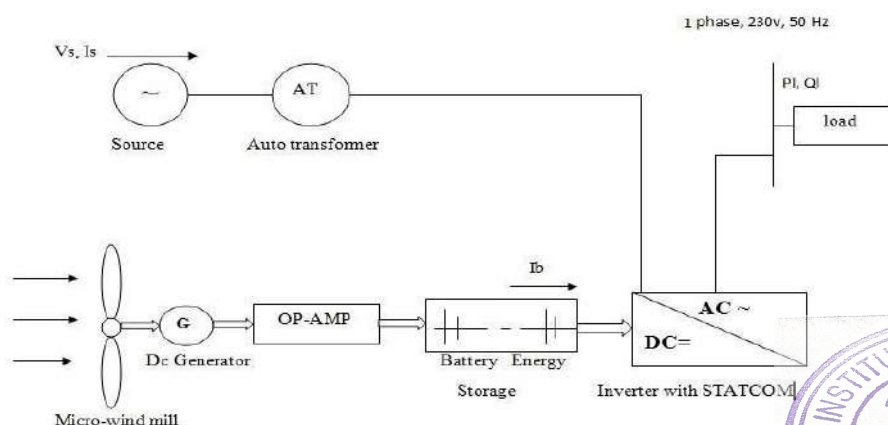 1 phase, 230v, 50 Hz
Vs, Is
~
AT
Pl, Ql
load
Source
Auto transformer
Ib
G
OP-AMP
AC ~
DC=
Dc Generator
Battery Energy
Storage
Inverter with STATCOM
Micro-wind mill